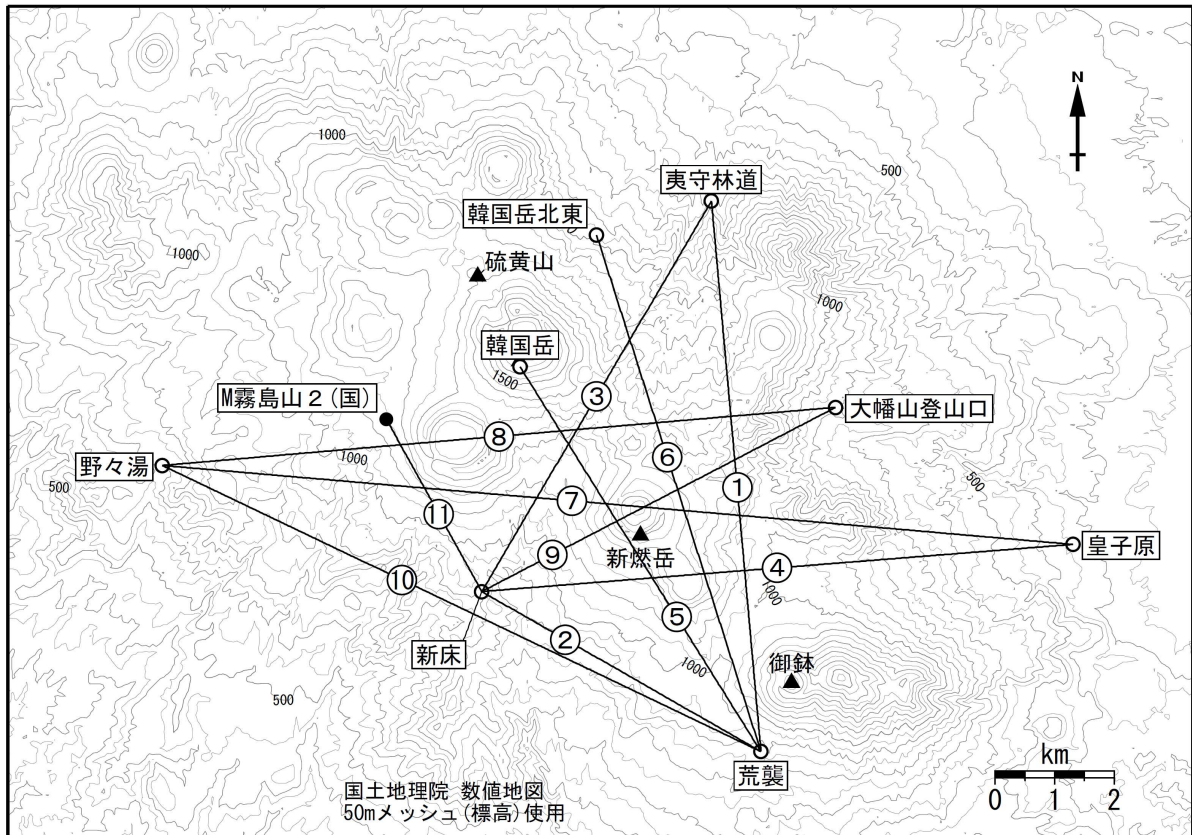 N
1000
500
夷守林道
韓国岳北東
1000
硫黄山
1000
韓国岳
1500
M霧島山2(国)
③
大幡山登山口
⑧
1000
⑥
野々湯
500
①
500
⑦
⑪
新燃岳
皇子原
⑨
④
⑩
1000
⑤
②
新床
1000
御鉢
500
荒襲
km
0 1 2
国土地理院 数値地図
50mメッシュ(標高)使用